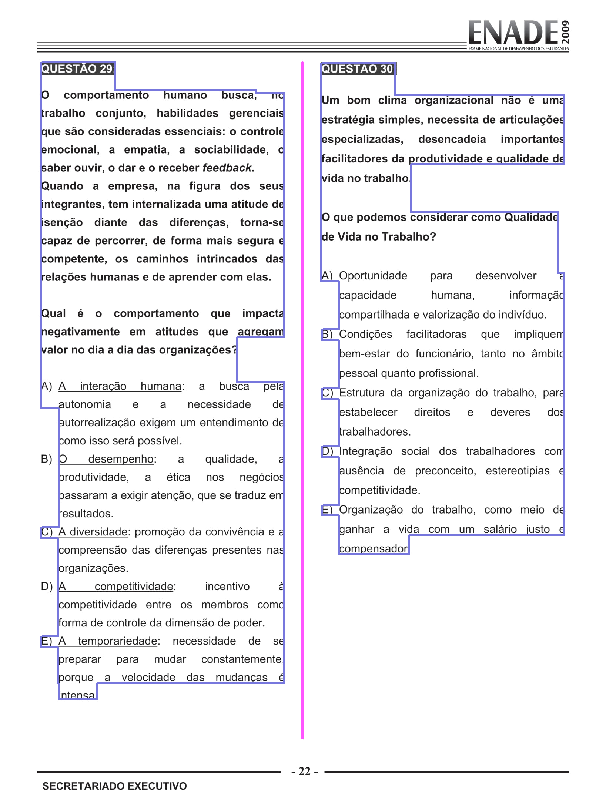 ENADE 2009
EXAME NACIONAL DE DESEMPENHO DOS ESTUDANTES
QUESTÃO 29
O comportamento humano busca, no
trabalho conjunto, habilidades gerenciais
que são consideradas essenciais: o controle
emocional, a empatia, a sociabilidade, o
saber ouvir, o dar e o receber feedback.
Quando a empresa, na figura dos seus
integrantes, tem internalizada uma atitude de
isenção diante das diferenças, torna-se
capaz de percorrer, de forma mais segura e
competente, os caminhos intrincados das
relações humanas e de aprender com elas.
Qual é o comportamento que impacta
negativamente em atitudes que agregam
valor no dia a dia das organizações?
A) A interação humana: a busca pela
autonomia e a necessidade de
autorrealização exigem um entendimento de
como isso será possível.
B) O desempenho: a qualidade, a
produtividade, a ética nos negócios
passaram a exigir atenção, que se traduz em
resultados.
C) A diversidade: promoção da convivência e a
compreensão das diferenças presentes nas
organizações.
D) A competitividade: incentivo à
competitividade entre os membros como
forma de controle da dimensão de poder.
E) A temporariedade: necessidade de se
preparar para mudar constantemente,
porque a velocidade das mudanças é
intensa.
QUESTÃO 30
Um bom clima organizacional não é uma
estratégia simples, necessita de articulações
especializadas, desencadeia importantes
facilitadores da produtividade e qualidade de
vida no trabalho.
O que podemos considerar como Qualidade
de Vida no Trabalho?
A) Oportunidade para desenvolver a
capacidade humana, informação
compartilhada e valorização do indivíduo.
B) Condições facilitadoras que impliquem
bem-estar do funcionário, tanto no âmbito
pessoal quanto profissional.
C) Estrutura da organização do trabalho, para
estabelecer direitos e deveres dos
trabalhadores.
D) Integração social dos trabalhadores com
ausência de preconceito, estereotipias e
competitividade.
E) Organização do trabalho, como meio de
ganhar a vida com um salário justo e
compensador.
- 22 -
SECRETARIADO EXECUTIVO